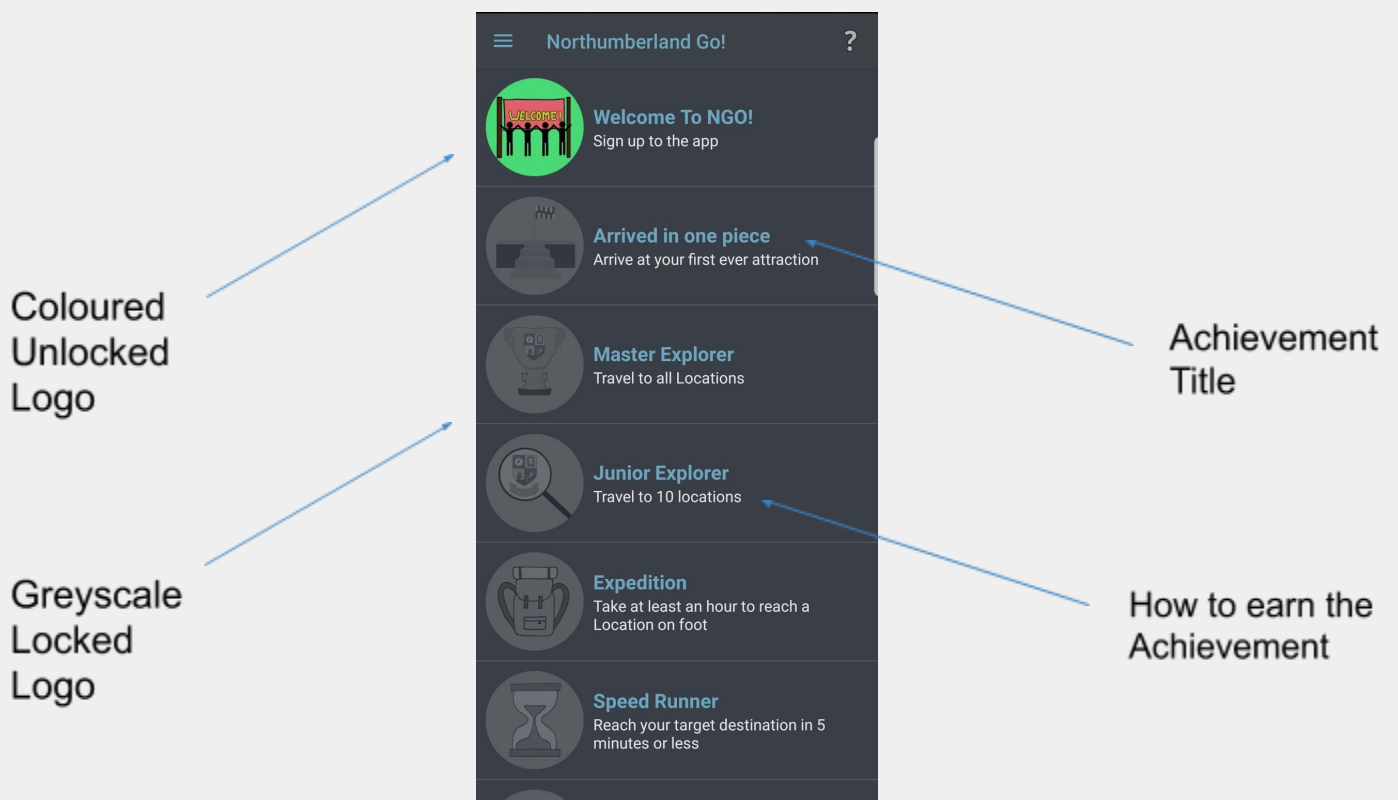 Northumberland Go!
?
WELCOME!
Welcome To NGO!
Sign up to the app
Arrived in one piece
Arrive at your first ever attraction
Master Explorer
Travel to all Locations
Junior Explorer
Travel to 10 locations
Expedition
Take at least an hour to reach a
Location on foot
Speed Runner
Reach your target destination in 5
minutes or less
Coloured
Unlocked
Logo
Greyscale
Locked
Logo
Achievement
Title
How to earn the
Achievement